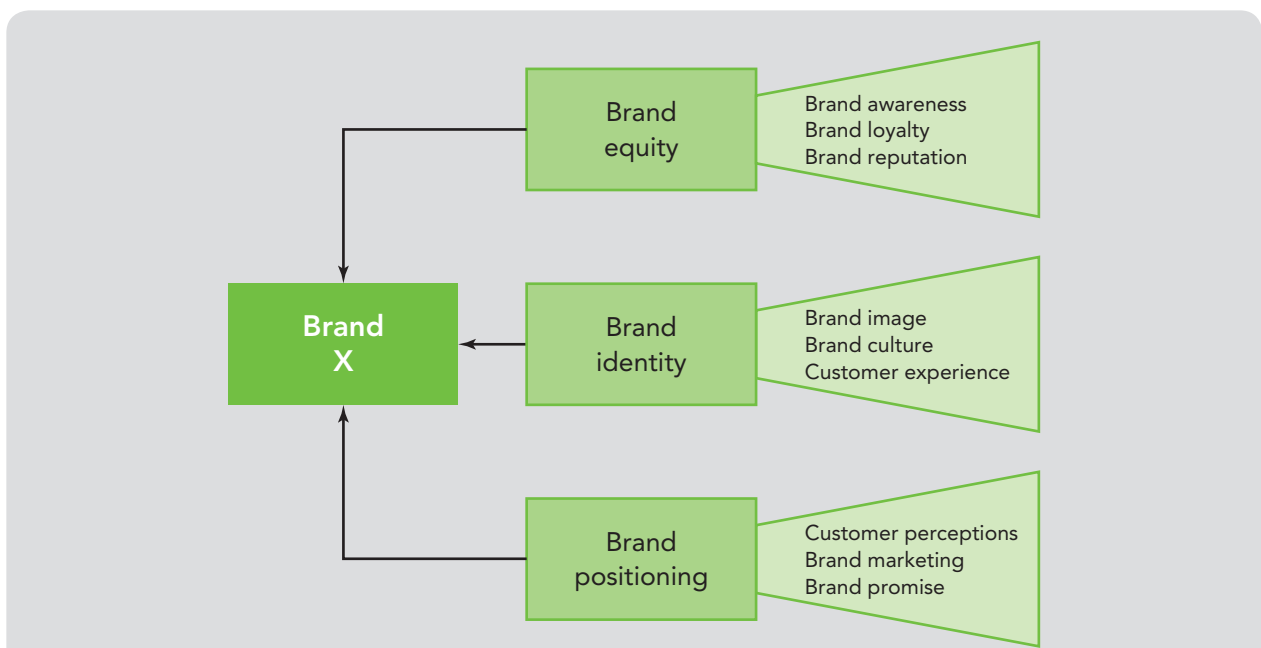 Brand
equity
Brand awareness
Brand loyalty
Brand reputation
Brand
X
Brand
identity
Brand image
Brand culture
Customer experience
Brand
positioning
Customer perceptions
Brand marketing
Brand promise